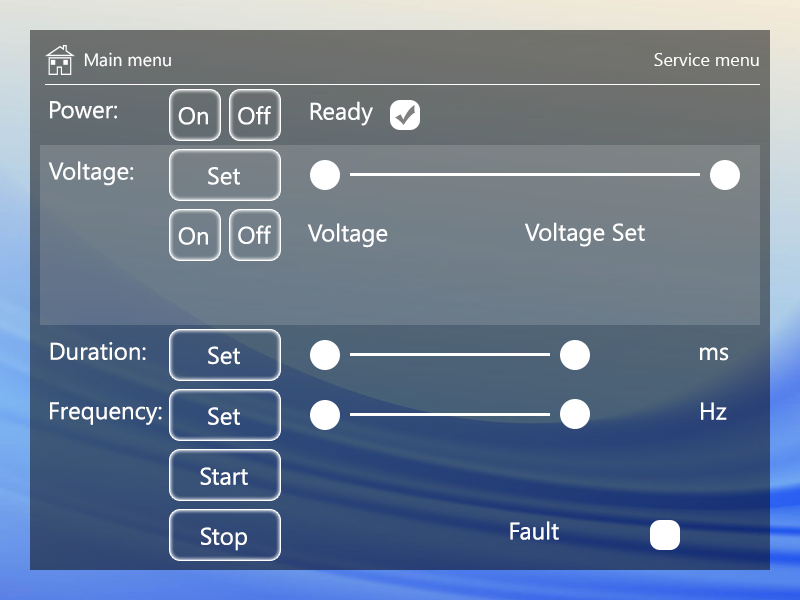 Main menu Service menu
Power: On Off Ready
Voltage: Set
On Off Voltage Voltage Set
Duration: Set ms
Frequency: Set Hz
Start
Stop Fault